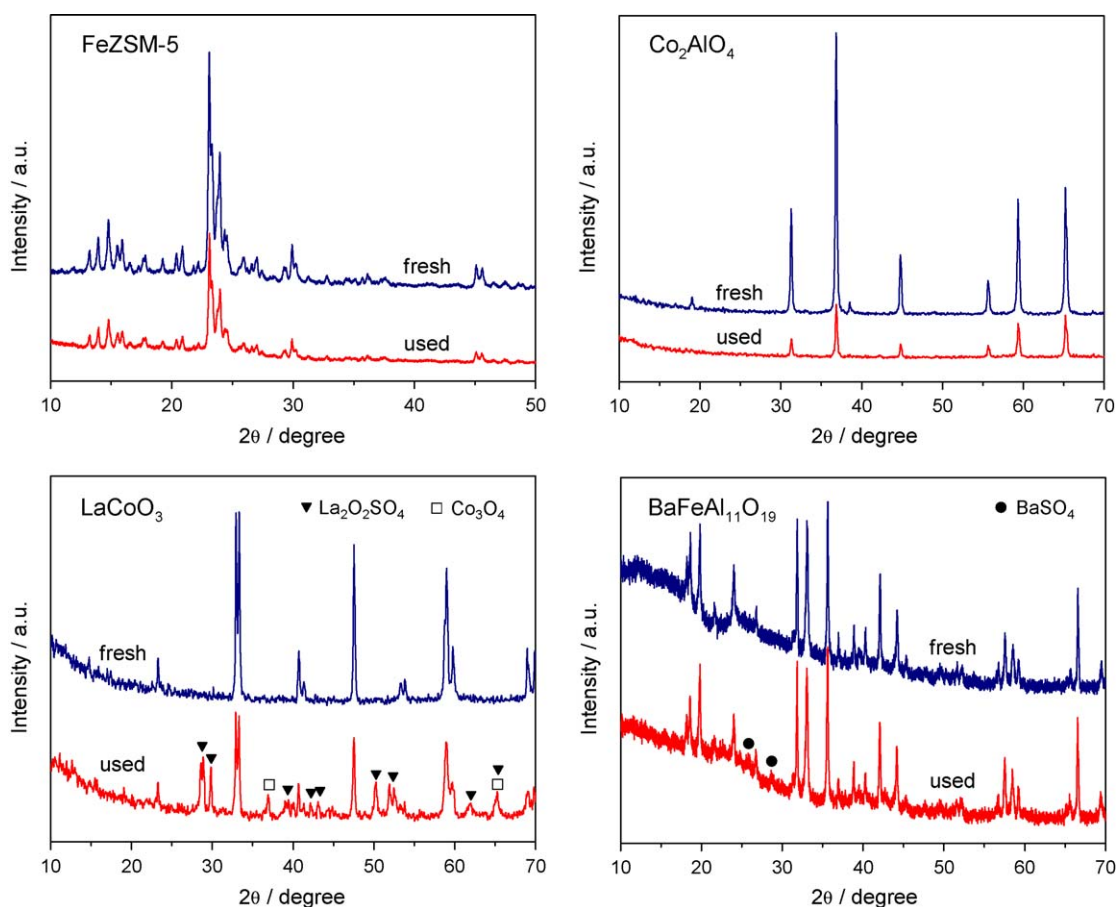 FeZSM-5
fresh
used
Intensity / a.u.
10 20 30 40 50
2θ / degree
Co₂AlO₄
fresh
used
Intensity / a.u.
10 20 30 40 50 60 70
2θ / degree
LaCoO₃
▼ La₂O₂SO₄ □ Co₃O₄
fresh
used
Intensity / a.u.
10 20 30 40 50 60 70
2θ / degree
BaFeAl₁₁O₁₉
● BaSO₄
fresh
used
Intensity / a.u.
10 20 30 40 50 60 70
2θ / degree